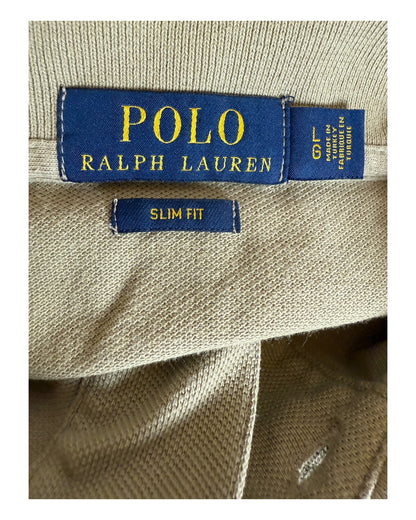 POLO
RALPH LAUREN
SLIM FIT
L/G
MADE IN
TURKEY
FABRIQUE EN
TURQUIE